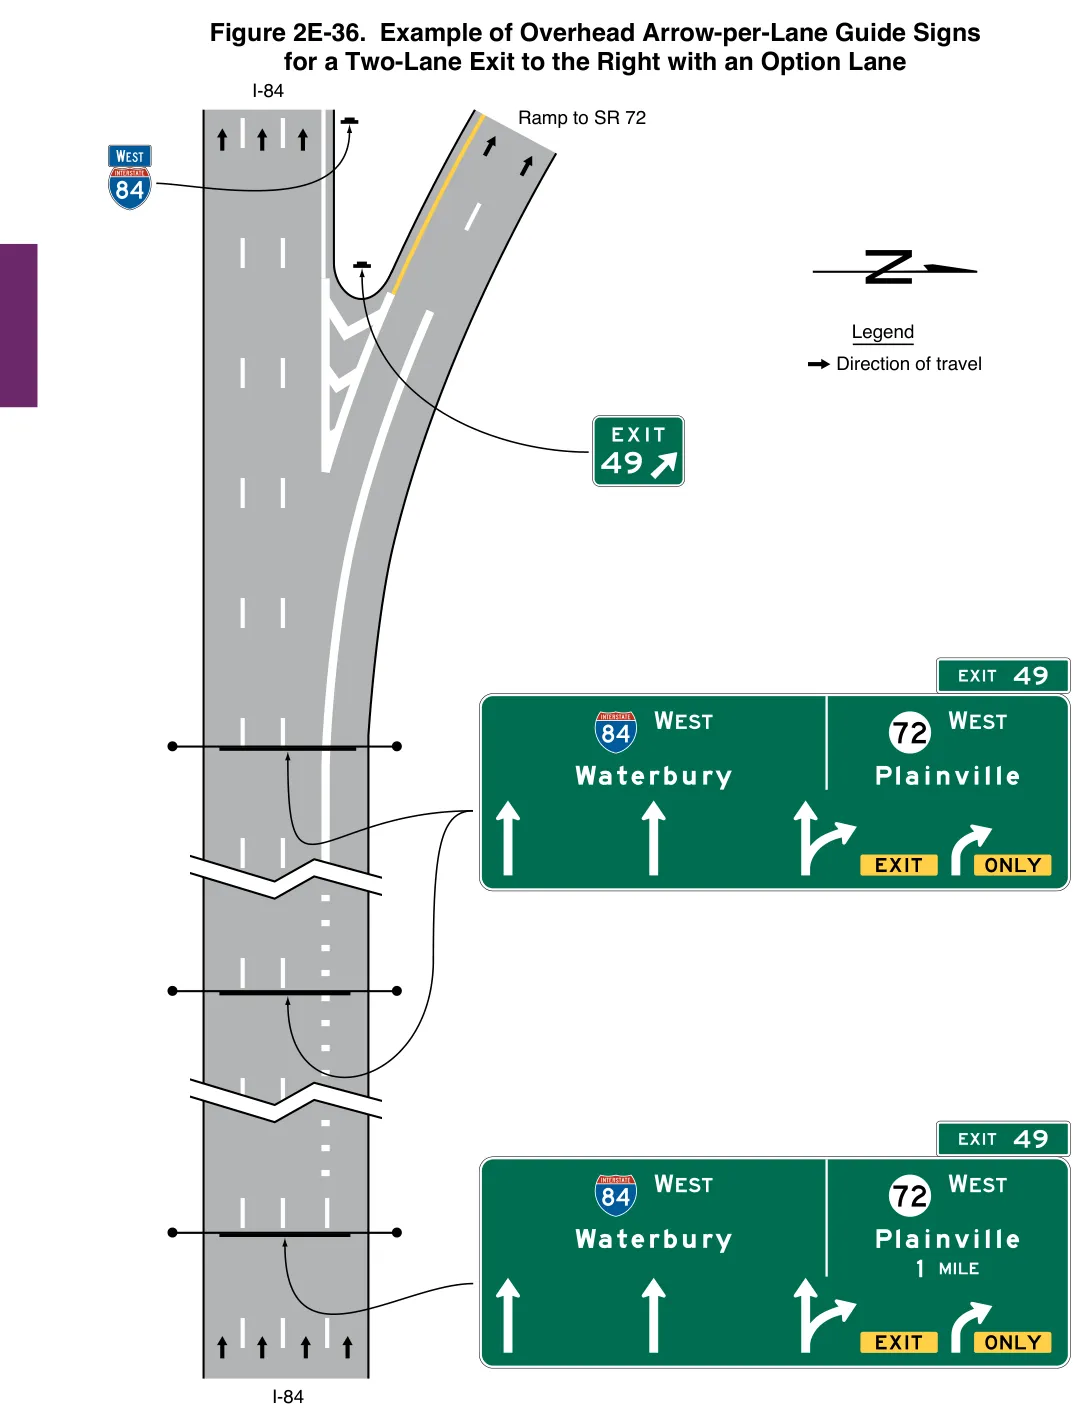 Figure 2E-36.  Example of Overhead Arrow-per-Lane Guide Signs
for a Two-Lane Exit to the Right with an Option Lane
I-84
Ramp to SR 72
WEST
INTERSTATE
84
N
Legend
Direction of travel
EXIT
49
EXIT 49
INTERSTATE
84
WEST
Waterbury
72 WEST
Plainville
EXIT ONLY
EXIT 49
INTERSTATE
84
WEST
Waterbury
72 WEST
Plainville
1 MILE
EXIT ONLY
I-84